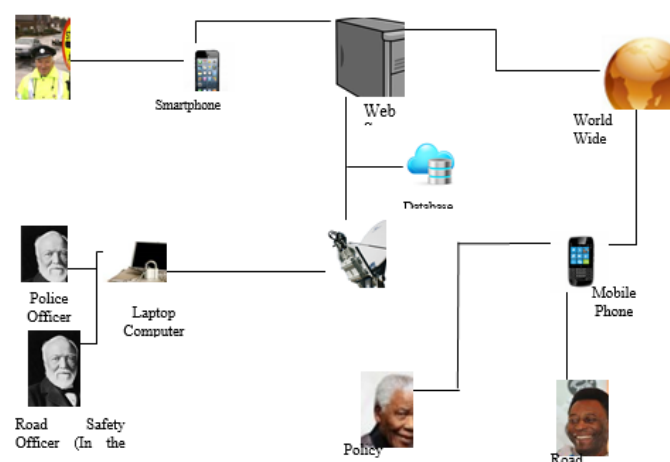 Smartphone
Web
World
Wide
Database
Police
Officer
Laptop
Computer
Mobile
Phone
Road Safety
Officer (In the
Policy
Road